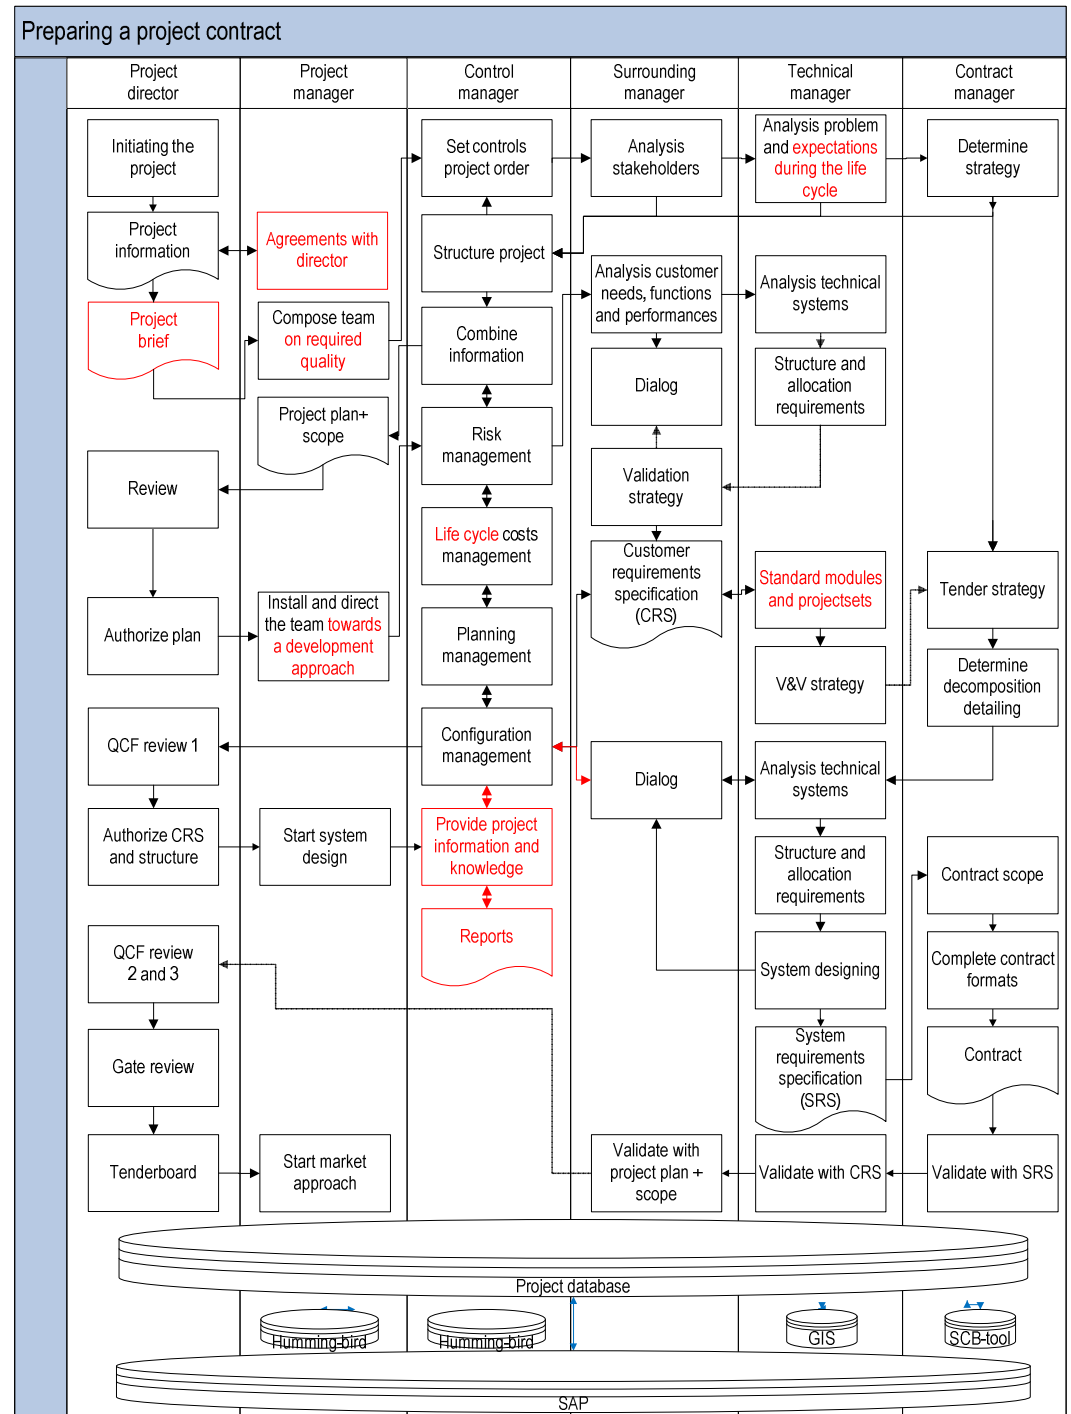 Preparing a project contract
Project
director
Project
manager
Control
manager
Surrounding
manager
Technical
manager
Contract
manager
Initiating the
project
Set controls
project order
Analysis
stakeholders
Analysis problem
and expectations
during the life
cycle
Determine
strategy
Project
information
Agreements with
director
Structure project
Analysis customer
needs, functions
and performances
Analysis technical
systems
Project
brief
Compose team
on required
quality
Combine
information
Dialog
Structure and
allocation
requirements
Project plan+
scope
Risk
management
Review
Validation
strategy
Life cycle costs
management
Customer
requirements
specification
(CRS)
Standard modules
and projectsets
Tender strategy
Authorize plan
Install and direct
the team towards
a development
approach
Planning
management
V&V strategy
Determine
decomposition
detailing
QCF review 1
Configuration
management
Dialog
Analysis technical
systems
Authorize CRS
and structure
Start system
design
Provide project
information and
knowledge
Structure and
allocation
requirements
Contract scope
QCF review
2 and 3
Reports
System designing
Complete contract
formats
Gate review
System
requirements
specification
(SRS)
Contract
Tenderboard
Start market
approach
Validate with
project plan +
scope
Validate with CRS
Validate with SRS
Project database
Humming-bird
Humming-bird
GIS
SCB-tool
SAP